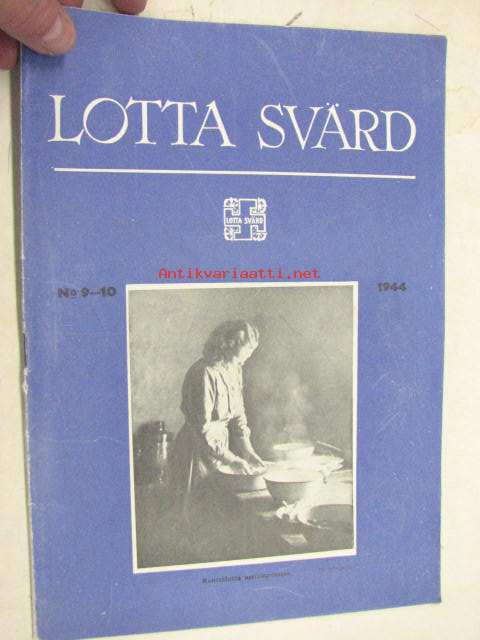 LOTTA SVÄRD
LOTTA SVÄRD
Antikvariaatti.net
No 9–10
1944